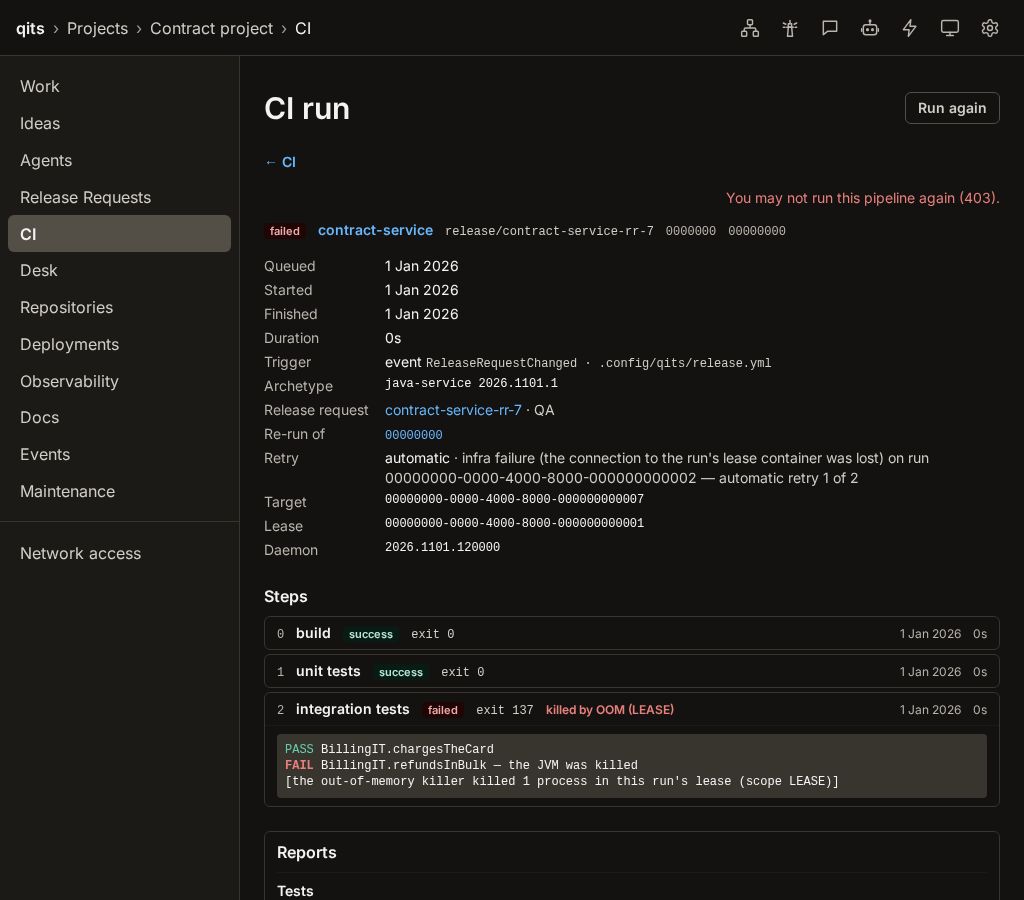 qits › Projects › Contract project › CI
Work
Ideas
Agents
Release Requests
CI
Desk
Repositories
Deployments
Observability
Docs
Events
Maintenance
Network access
CI run
Run again
← CI
You may not run this pipeline again (403).
failed contract-service release/contract-service-rr-7 0000000 00000000
Queued 1 Jan 2026
Started 1 Jan 2026
Finished 1 Jan 2026
Duration 0s
Trigger event ReleaseRequestChanged · .config/qits/release.yml
Archetype java-service 2026.1101.1
Release request contract-service-rr-7 · QA
Re-run of 00000000
Retry automatic · infra failure (the connection to the run's lease container was lost) on run
00000000-0000-4000-8000-000000000002 — automatic retry 1 of 2
Target 00000000-0000-4000-8000-000000000007
Lease 00000000-0000-4000-8000-000000000001
Daemon 2026.1101.120000
Steps
0 build success exit 0 1 Jan 2026 0s
1 unit tests success exit 0 1 Jan 2026 0s
2 integration tests failed exit 137 killed by OOM (LEASE) 1 Jan 2026 0s
PASS BillingIT.chargesTheCard
FAIL BillingIT.refundsInBulk — the JVM was killed
[the out-of-memory killer killed 1 process in this run's lease (scope LEASE)]
Reports
Tests